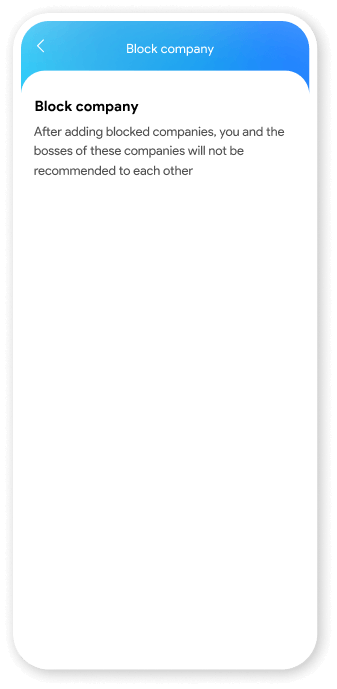 Block company
Block company
After adding blocked companies, you and the
bosses of these companies will not be
recommended to each other